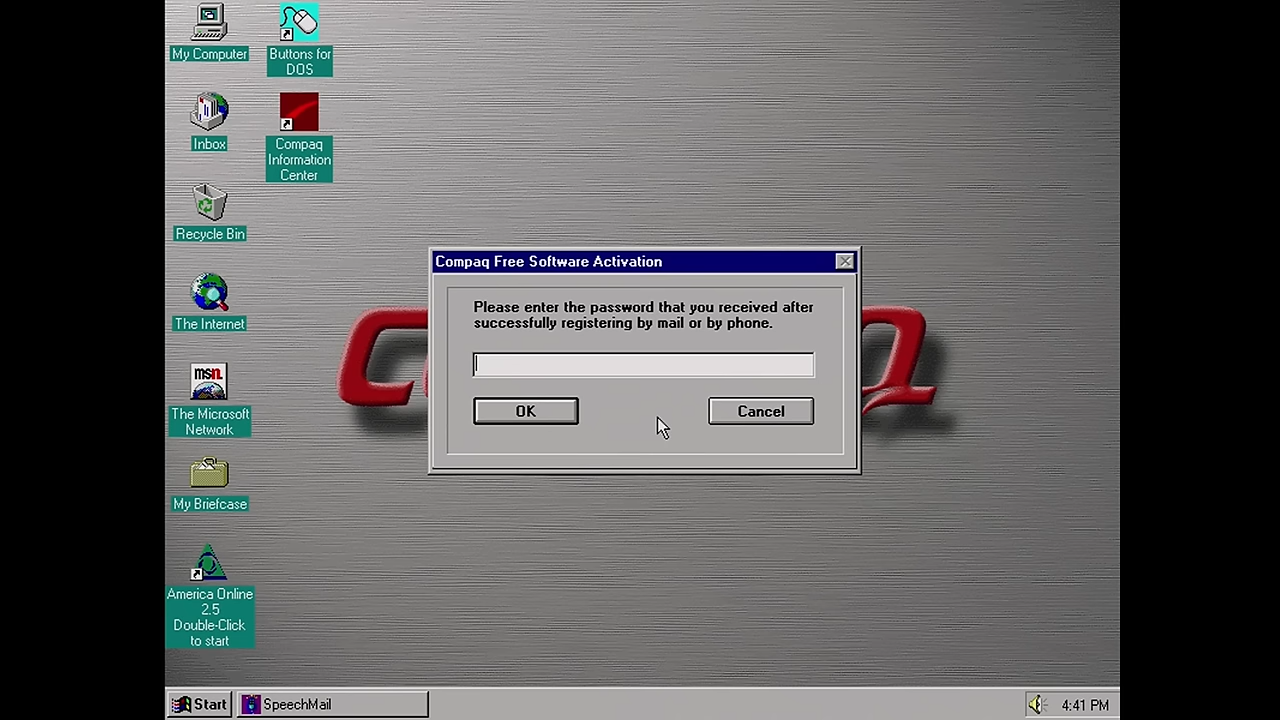 My Computer
Buttons for
DOS
Inbox
Compaq
Information
Center
Recycle Bin
The Internet
msn.
The Microsoft
Network
My Briefcase
America Online
2.5
Double-Click
to start
Compaq Free Software Activation
Please enter the password that you received after
successfully registering by mail or by phone.
OK
Cancel
Start
SpeechMail
4:41 PM